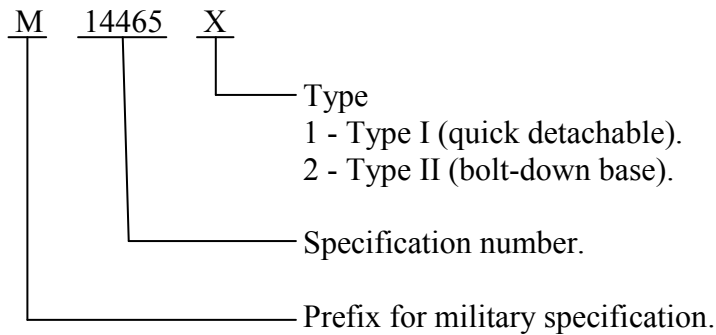 M 14465 X
Type
1 - Type I (quick detachable).
2 - Type II (bolt-down base).
Specification number.
Prefix for military specification.